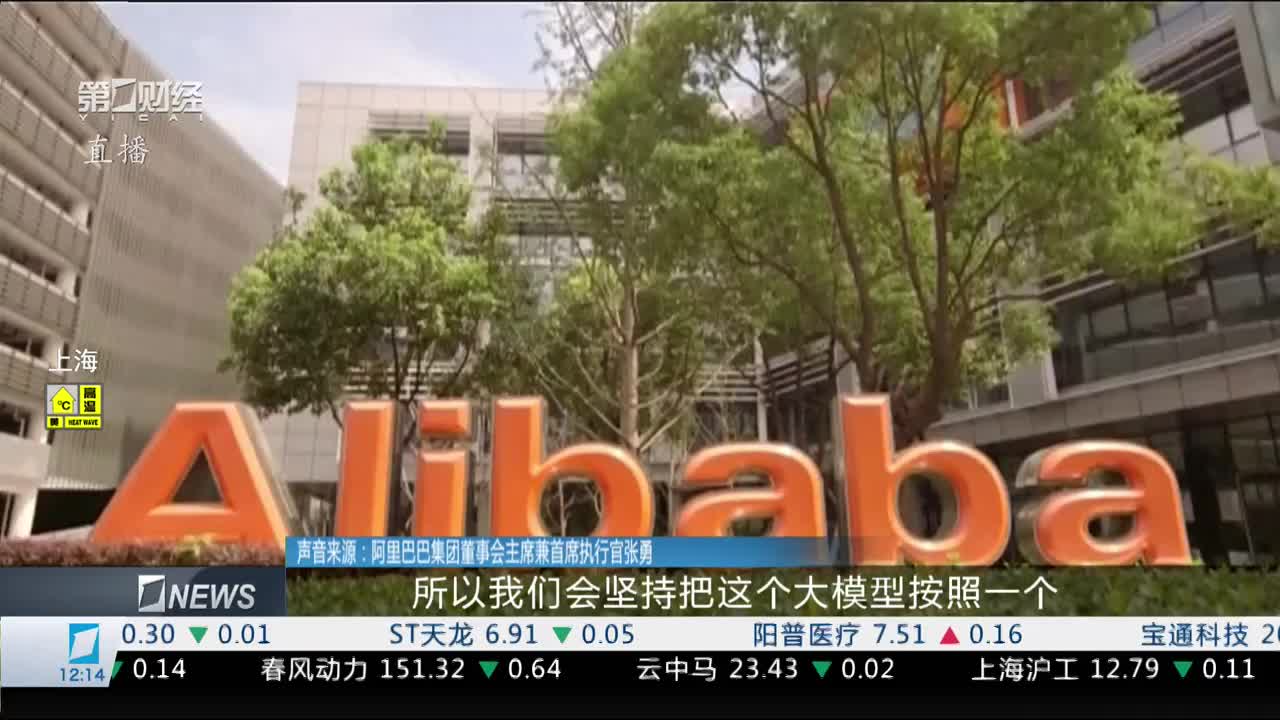 第一财经
YICAI
直播
上海
℃
高温
黄
HEAT WAVE
Alibaba
声音来源：阿里巴巴集团董事会主席兼首席执行官张勇
NEWS
所以我们会坚持把这个大模型按照一个
0.30 ▼ 0.01 ST天龙 6.91 ▼ 0.05 阳普医疗 7.51 ▲ 0.16 宝通科技
12:14
0.14 春风动力 151.32 ▼ 0.64 云中马 23.43 ▼ 0.02 上海沪工 12.79 ▼ 0.11